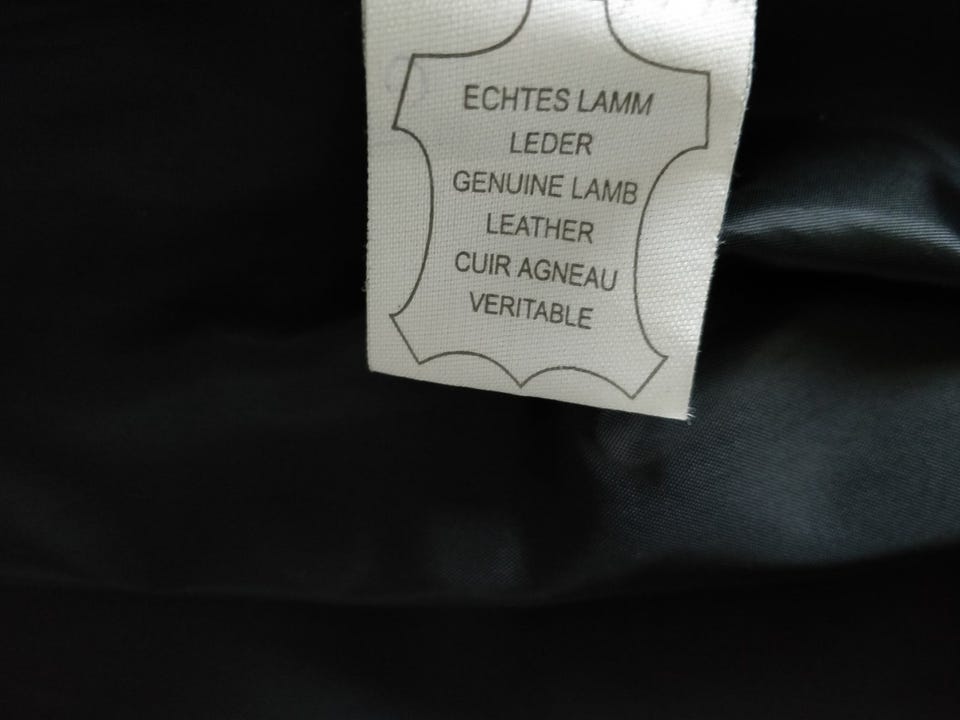 ECHTES LAMM
LEDER
GENUINE LAMB
LEATHER
CUIR AGNEAU
VERITABLE